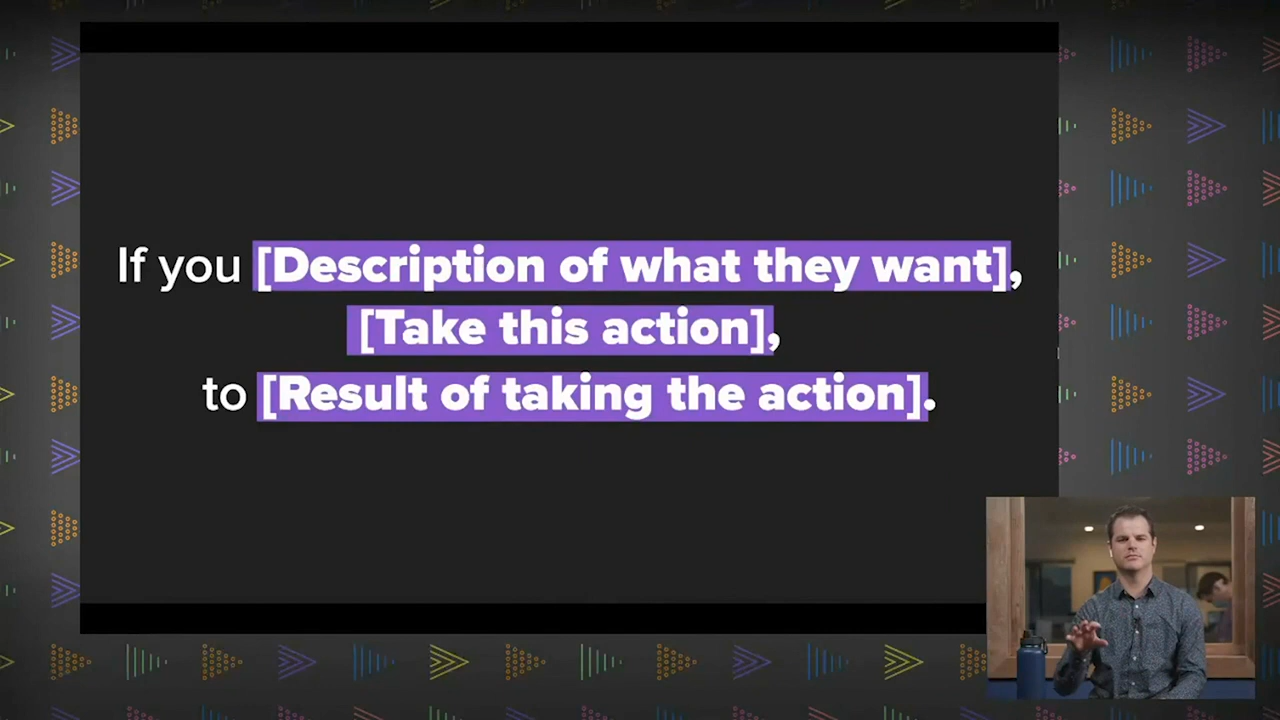 If you [Description of what they want],
[Take this action],
to [Result of taking the action].